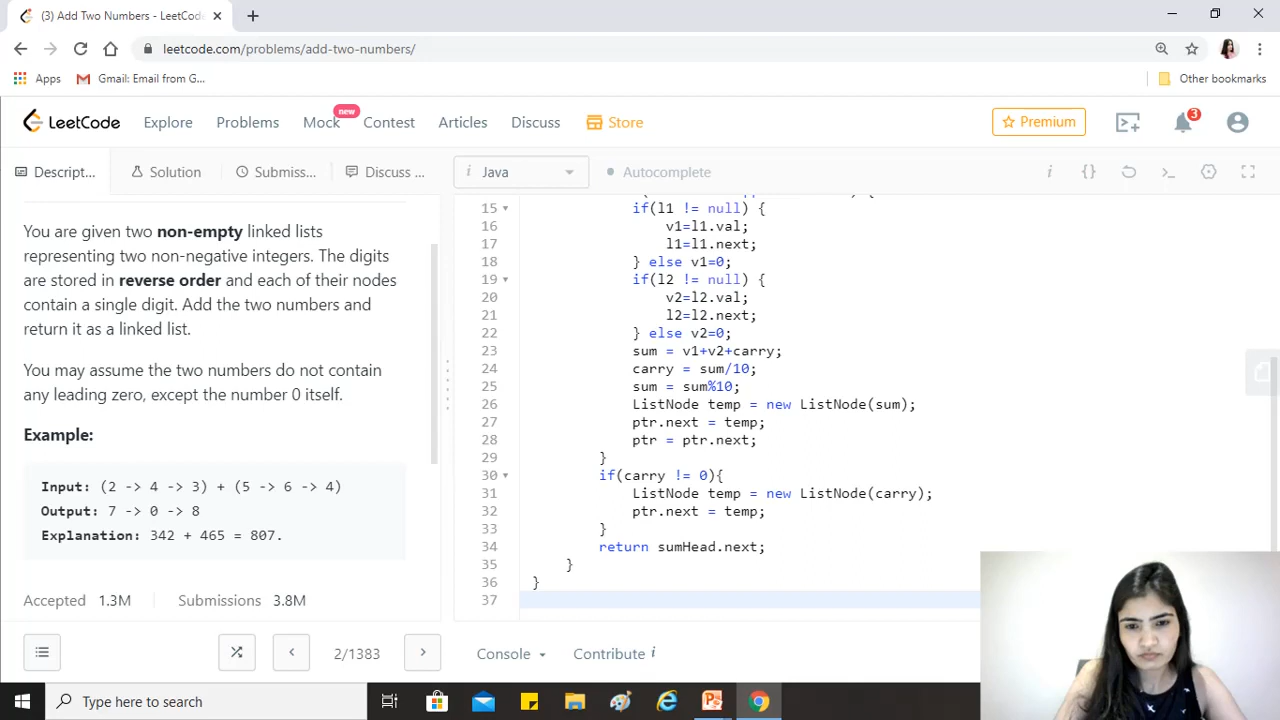 (3) Add Two Numbers - LeetCode
leetcode.com/problems/add-two-numbers/
Apps
Gmail: Email from G...
Other bookmarks
LeetCode
Explore
Problems
Mock
new
Contest
Articles
Discuss
Store
Premium
3
Descript...
Solution
Submiss...
Discuss ...
i Java
Autocomplete
You are given two non-empty linked lists
representing two non-negative integers. The digits
are stored in reverse order and each of their nodes
contain a single digit. Add the two numbers and
return it as a linked list.
You may assume the two numbers do not contain
any leading zero, except the number 0 itself.
Example:
Input: (2 -> 4 -> 3) + (5 -> 6 -> 4)
Output: 7 -> 0 -> 8
Explanation: 342 + 465 = 807.
Accepted 1.3M
Submissions 3.8M
15 if(l1 != null) {
16 v1=l1.val;
17 l1=l1.next;
18 } else v1=0;
19 if(l2 != null) {
20 v2=l2.val;
21 l2=l2.next;
22 } else v2=0;
23 sum = v1+v2+carry;
24 carry = sum/10;
25 sum = sum%10;
26 ListNode temp = new ListNode(sum);
27 ptr.next = temp;
28 ptr = ptr.next;
29 }
30 if(carry != 0){
31 ListNode temp = new ListNode(carry);
32 ptr.next = temp;
33 }
34 return sumHead.next;
35 }
36 }
37
2/1383
Console
Contribute i
Type here to search